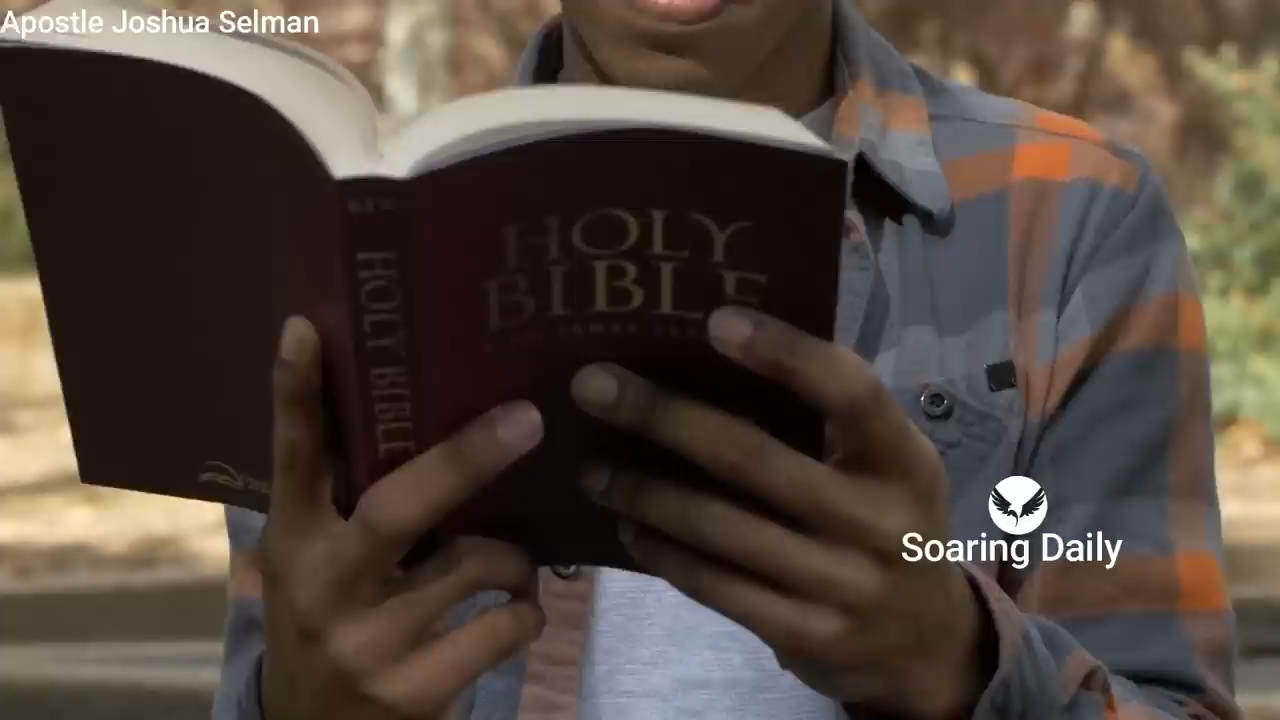 Apostle Joshua Selman
HOLY
BIBLE
HOLY BIBLE
Soaring Daily